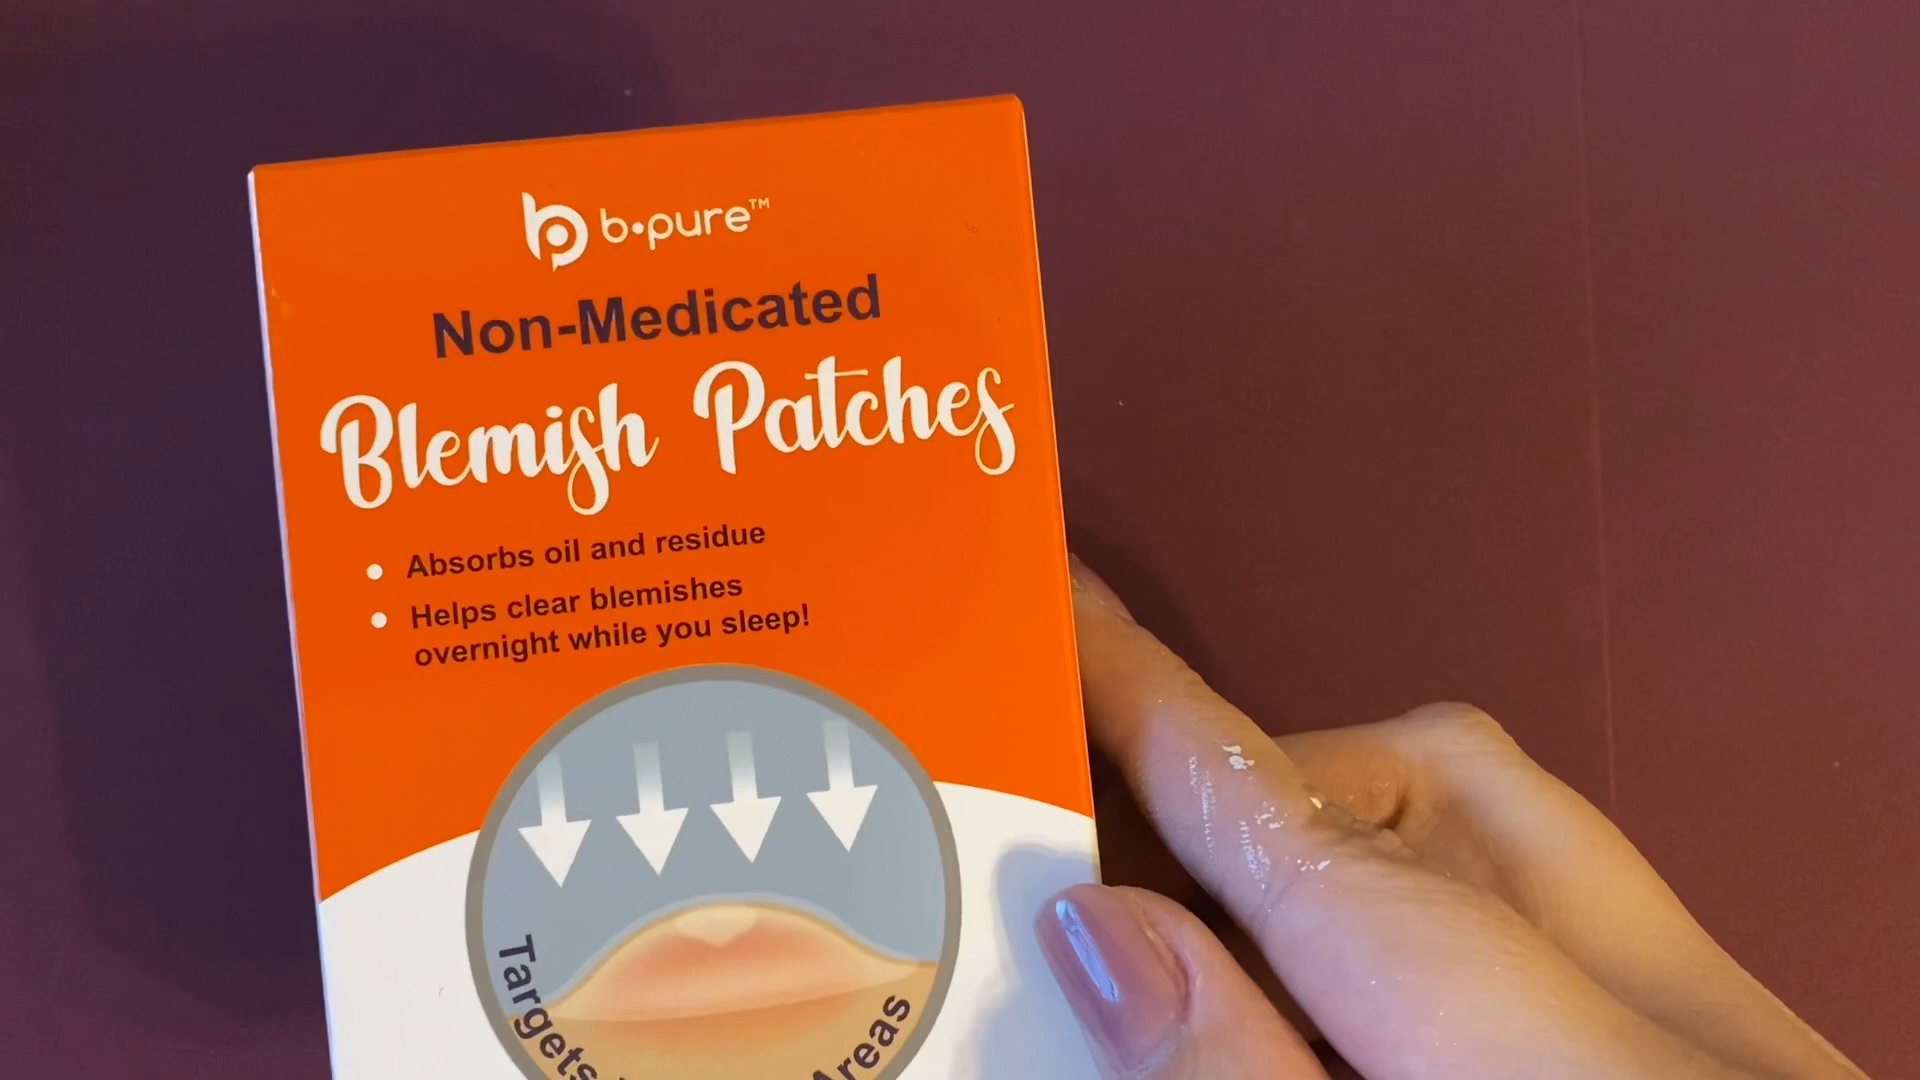 b•pure™
Non-Medicated
Blemish Patches
• Absorbs oil and residue
• Helps clear blemishes
overnight while you sleep!
Targets
Areas